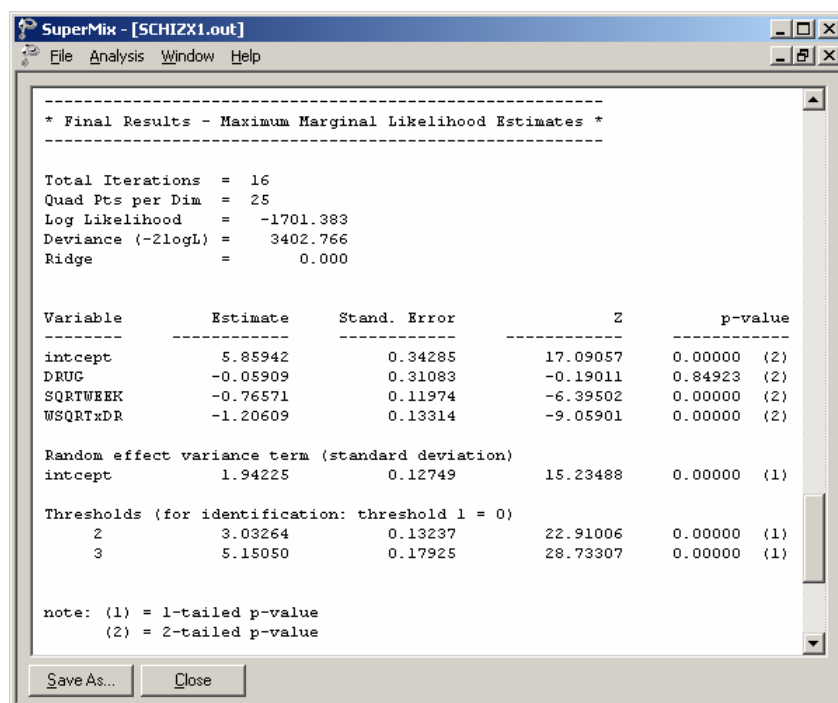 SuperMix - [SCHIZX1.out]
File Analysis Window Help
---------------------------------------------------------
* Final Results - Maximum Marginal Likelihood Estimates *
---------------------------------------------------------
Total Iterations = 16
Quad Pts per Dim = 25
Log Likelihood = -1701.383
Deviance (-2logL) = 3402.766
Ridge = 0.000
Variable Estimate Stand. Error Z p-value
-------- ------------ ------------ ------------ ------------
intcept 5.85942 0.34285 17.09057 0.00000 (2)
DRUG -0.05909 0.31083 -0.19011 0.84923 (2)
SQRTWEEK -0.76571 0.11974 -6.39502 0.00000 (2)
WSQRTxDR -1.20609 0.13314 -9.05901 0.00000 (2)
Random effect variance term (standard deviation)
intcept 1.94225 0.12749 15.23488 0.00000 (1)
Thresholds (for identification: threshold 1 = 0)
2 3.03264 0.13237 22.91006 0.00000 (1)
3 5.15050 0.17925 28.73307 0.00000 (1)
note: (1) = 1-tailed p-value
(2) = 2-tailed p-value
Save As... Close